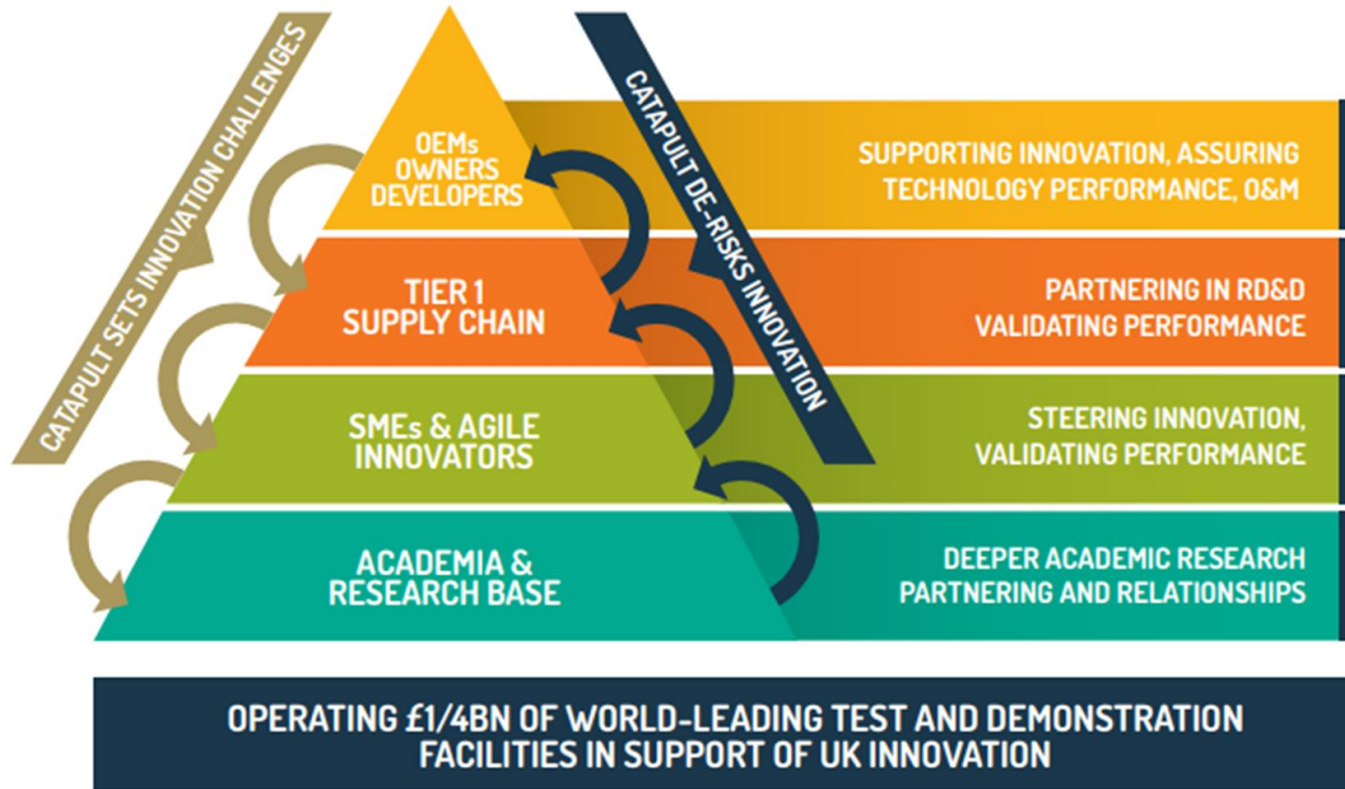 CATAPULT SETS INNOVATION CHALLENGES
OEMs
OWNERS
DEVELOPERS
CATAPULT DE-RISKS INNOVATION
SUPPORTING INNOVATION, ASSURING
TECHNOLOGY PERFORMANCE, O&M
TIER 1
SUPPLY CHAIN
PARTNERING IN RD&D
VALIDATING PERFORMANCE
SMEs & AGILE
INNOVATORS
STEERING INNOVATION,
VALIDATING PERFORMANCE
ACADEMIA &
RESEARCH BASE
DEEPER ACADEMIC RESEARCH
PARTNERING AND RELATIONSHIPS
OPERATING £1/4BN OF WORLD-LEADING TEST AND DEMONSTRATION
FACILITIES IN SUPPORT OF UK INNOVATION